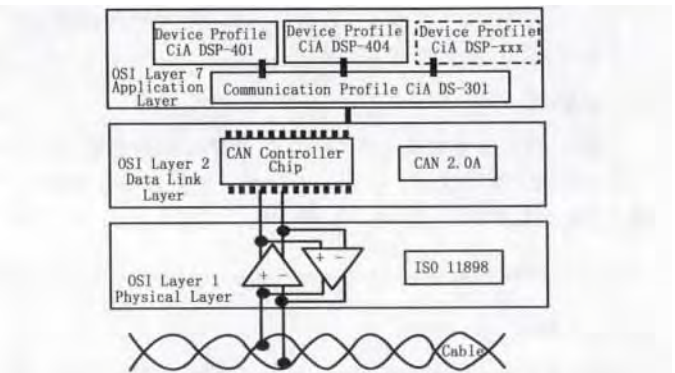 Device Profile
CiA DSP-401
Device Profile
CiA DSP-404
Device Profile
CiA DSP-xxx
OSI Layer 7
Application
Layer
Communication Profile CiA DS-301
OSI Layer 2
Data Link
Layer
CAN Controller
Chip
CAN 2.0A
OSI Layer 1
Physical Layer
+ -
+ -
ISO 11898
Cable